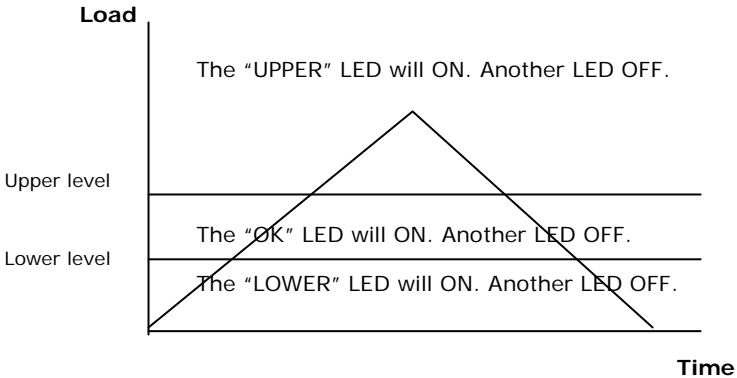 Load
The “UPPER” LED will ON. Another LED OFF.
Upper level
The “OK” LED will ON. Another LED OFF.
Lower level
The “LOWER” LED will ON. Another LED OFF.
Time